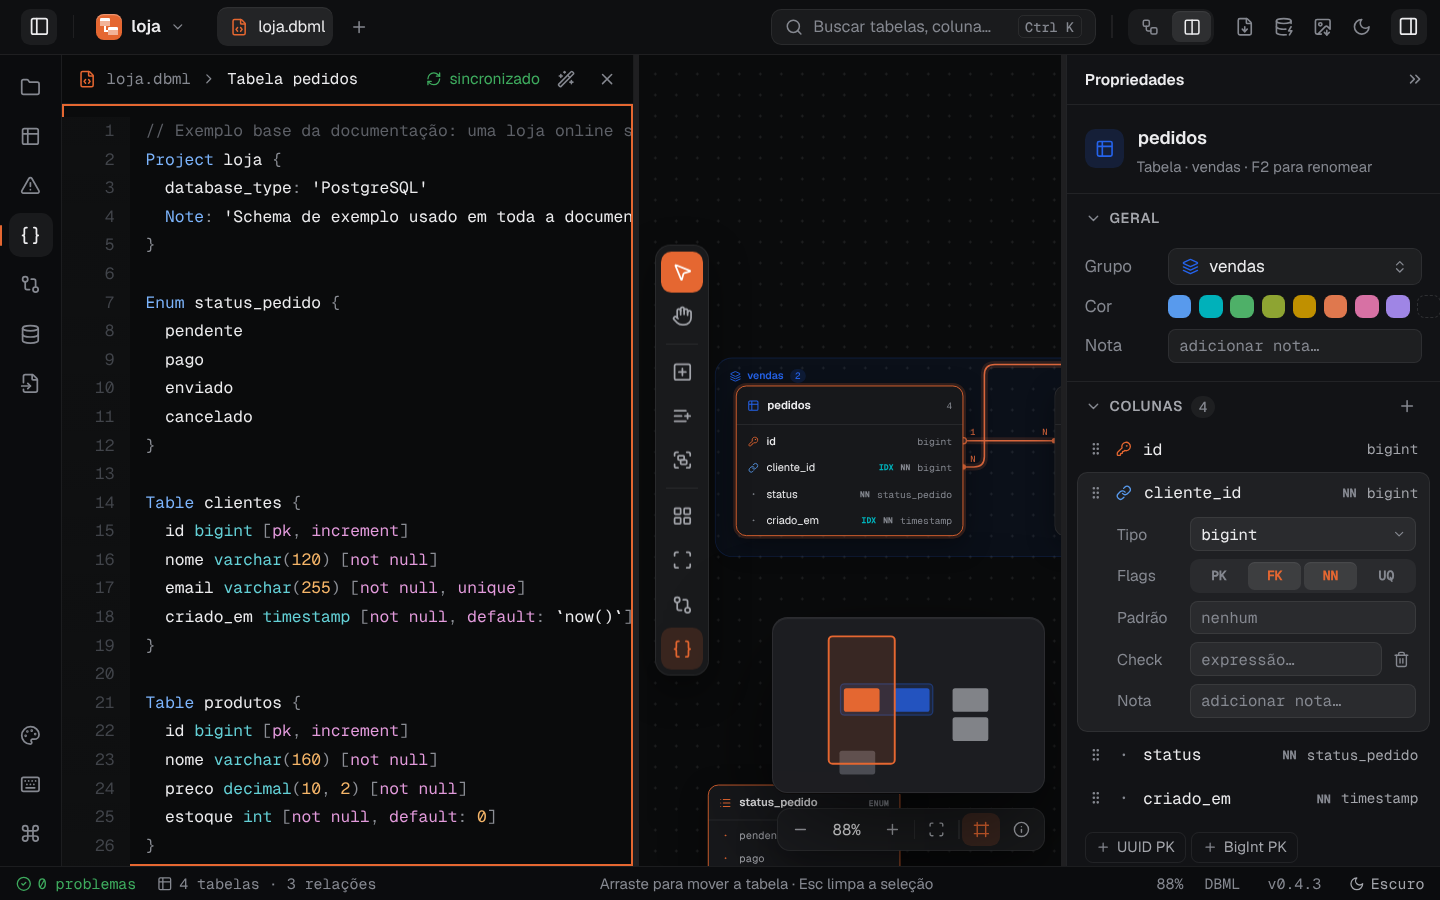 loja
loja.dbml
Buscar tabelas, coluna…
Ctrl K
loja.dbml > Tabela pedidos
sincronizado
1 // Exemplo base da documentação: uma loja online s
2 Project loja {
3 database_type: 'PostgreSQL'
4 Note: 'Schema de exemplo usado em toda a documen
5 }
6
7 Enum status_pedido {
8 pendente
9 pago
10 enviado
11 cancelado
12 }
13
14 Table clientes {
15 id bigint [pk, increment]
16 nome varchar(120) [not null]
17 email varchar(255) [not null, unique]
18 criado_em timestamp [not null, default: `now()`]
19 }
20
21 Table produtos {
22 id bigint [pk, increment]
23 nome varchar(160) [not null]
24 preco decimal(10, 2) [not null]
25 estoque int [not null, default: 0]
26 }
vendas 2
pedidos 4
id bigint
cliente_id IDX NN bigint
status NN status_pedido
criado_em IDX NN timestamp
1
N
N
status_pedido ENUM
penden
pago
88%
Propriedades
pedidos
Tabela · vendas · F2 para renomear
GERAL
Grupo vendas
Cor
Nota adicionar nota…
COLUNAS 4
id bigint
cliente_id NN bigint
Tipo bigint
Flags PK FK NN UQ
Padrão nenhum
Check expressão…
Nota adicionar nota…
status NN status_pedido
criado_em NN timestamp
+ UUID PK
+ BigInt PK
0 problemas
4 tabelas · 3 relações
Arraste para mover a tabela · Esc limpa a seleção
88%
DBML
v0.4.3
Escuro